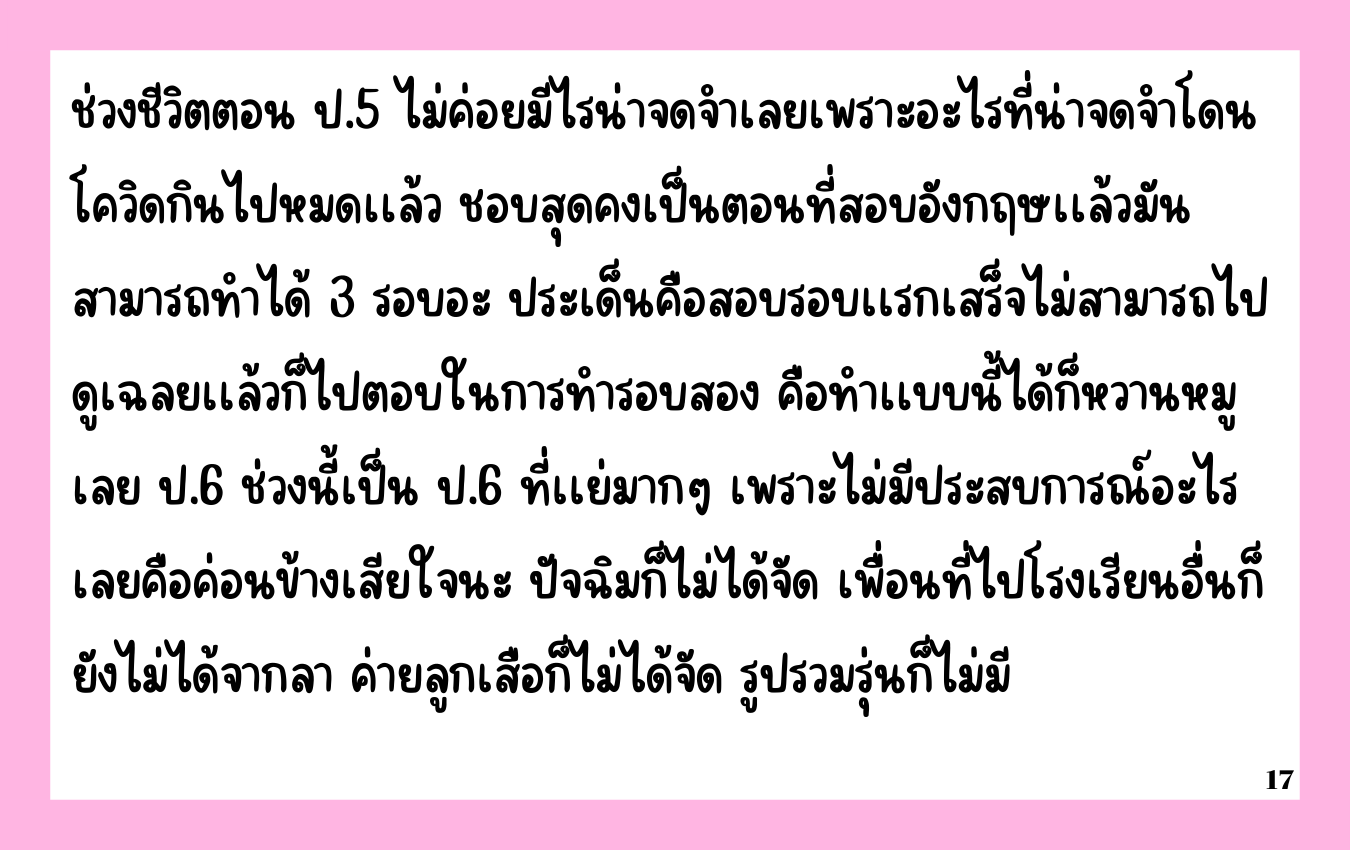 ช่วงชีวิตตอน ป.5 ไม่ค่อยมีไรน่าจดจำเลยเพราะอะไรที่น่าจดจำโดน
โควิดกินไปหมดแล้ว ชอบสุดคงเป็นตอนที่สอบอังกฤษแล้วมัน
สามารถทำได้ 3 รอบอะ ประเด็นคือสอบรอบแรกเสร็จไม่สามารถไป
ดูเฉลยแล้วก็ไปตอบในการทำรอบสอง คือทำแบบนี้ได้ก็หวานหมู
เลย ป.6 ช่วงนี้เป็น ป.6 ที่แย่มากๆ เพราะไม่มีประสบการณ์อะไร
เลยคือค่อนข้างเสียใจนะ ปัจฉิมก็ไม่ได้จัด เพื่อนที่ไปโรงเรียนอื่นก็
ยังไม่ได้จากลา ค่ายลูกเสือก็ไม่ได้จัด รูปรวมรุ่นก็ไม่มี
17